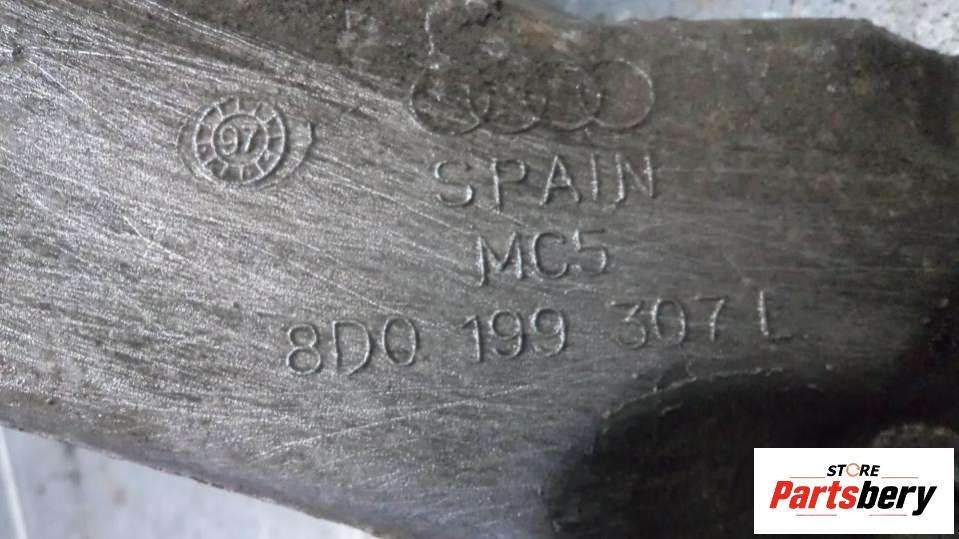 97
SPAIN
MC5
8D0 199 307 L
STORE
Partsbery